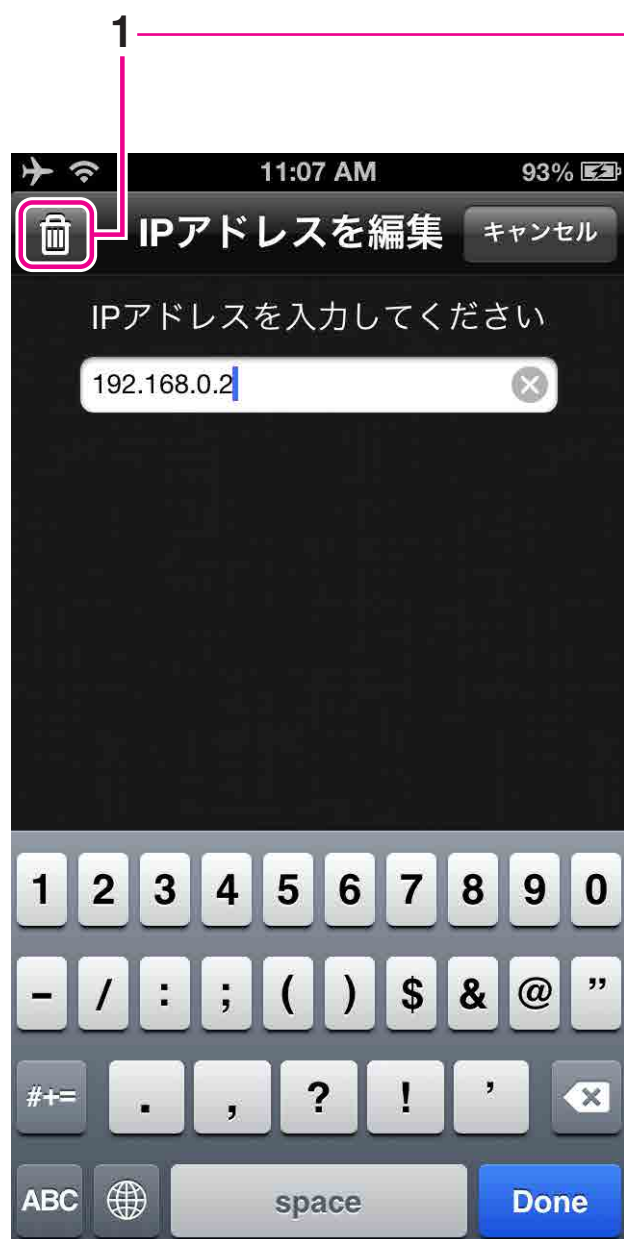 1
11:07 AM 93%
IPアドレスを編集 キャンセル
IPアドレスを入力してください
192.168.0.2
1 2 3 4 5 6 7 8 9 0
- / : ; ( ) $ & @ ”
#+= . , ? ! ’
ABC space Done